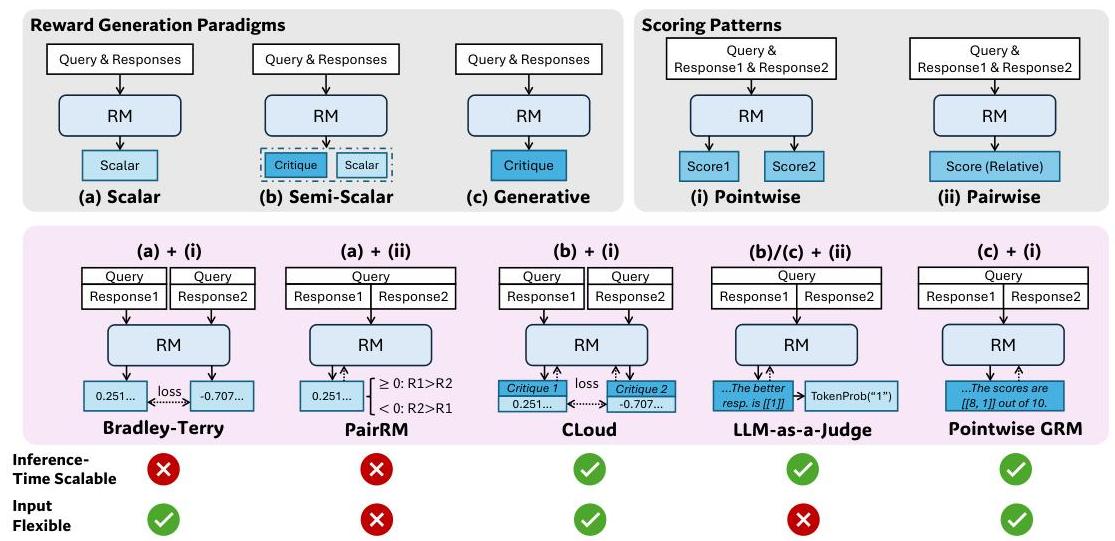 Reward Generation Paradigms
Query & Responses
RM
Scalar
(a) Scalar
Query & Responses
RM
Critique
Scalar
(b) Semi-Scalar
Query & Responses
RM
Critique
(c) Generative
Scoring Patterns
Query &
Response1 & Response2
RM
Score1
Score2
(i) Pointwise
Query &
Response1 & Response2
RM
Score (Relative)
(ii) Pairwise
(a) + (i)
Query
Response1
Query
Response2
RM
0.251...
loss
-0.707...
Bradley-Terry
(a) + (ii)
Query
Response1
Response2
RM
0.251...
≥ 0: R1>R2
< 0: R2>R1
PairRM
(b) + (i)
Query
Response1
Query
Response2
RM
Critique 1
0.251...
loss
Critique 2
-0.707...
CLoud
(b)/(c) + (ii)
Query
Response1
Response2
RM
...The better
resp. is [[1]]
TokenProb("1")
LLM-as-a-Judge
(c) + (i)
Query
Response1
Response2
RM
...The scores are
[[8, 1]] out of 10.
Pointwise GRM
Inference-
Time Scalable
Input
Flexible